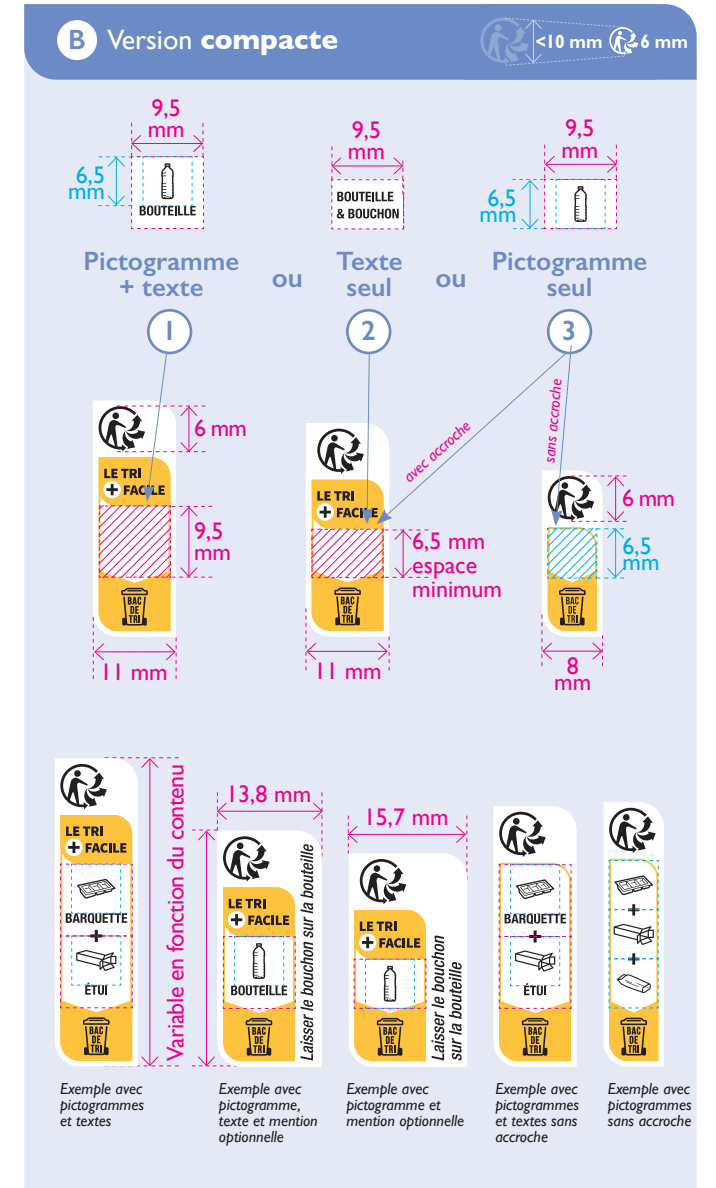 B Version compacte
<10 mm 6 mm
9,5
mm
6,5
mm
BOUTEILLE
9,5
mm
BOUTEILLE
& BOUCHON
9,5
mm
6,5
mm
Pictogramme
+ texte
ou
Texte
seul
ou
Pictogramme
seul
1
2
3
avec accroche
sans accroche
6 mm
LE TRI
+ FACILE
9,5
mm
BAC
DE
TRI
11 mm
LE TRI
+ FACILE
6,5 mm
espace
minimum
BAC
DE
TRI
11 mm
6 mm
6,5
mm
BAC
DE
TRI
8
mm
LE TRI
+ FACILE
BARQUETTE
+
ÉTUI
BAC
DE
TRI
Variable en fonction du contenu
Exemple avec
pictogrammes
et textes
13,8 mm
LE TRI
+ FACILE
BOUTEILLE
BAC
DE
TRI
Laisser le bouchon sur la bouteille
Exemple avec
pictogramme,
texte et mention
optionnelle
15,7 mm
LE TRI
+ FACILE
BAC
DE
TRI
Laisser le bouchon
sur la bouteille
Exemple avec
pictogramme et
mention optionnelle
BARQUETTE
+
ÉTUI
BAC
DE
TRI
Exemple avec
pictogrammes
et textes sans
accroche
+
+
BAC
DE
TRI
Exemple avec
pictogrammes
sans accroche